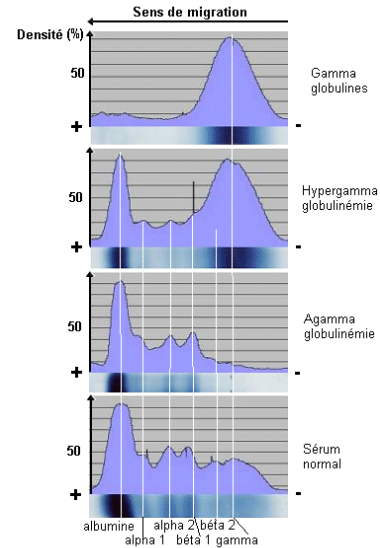 Sens de migration
Densité (%)
50
+
-
Gamma
globulines
50
+
-
Hypergamma
globulinémie
50
+
-
Agamma
globulinémie
50
+
-
Sérum
normal
albumine
alpha 2
béta 2
alpha 1
béta 1
gamma